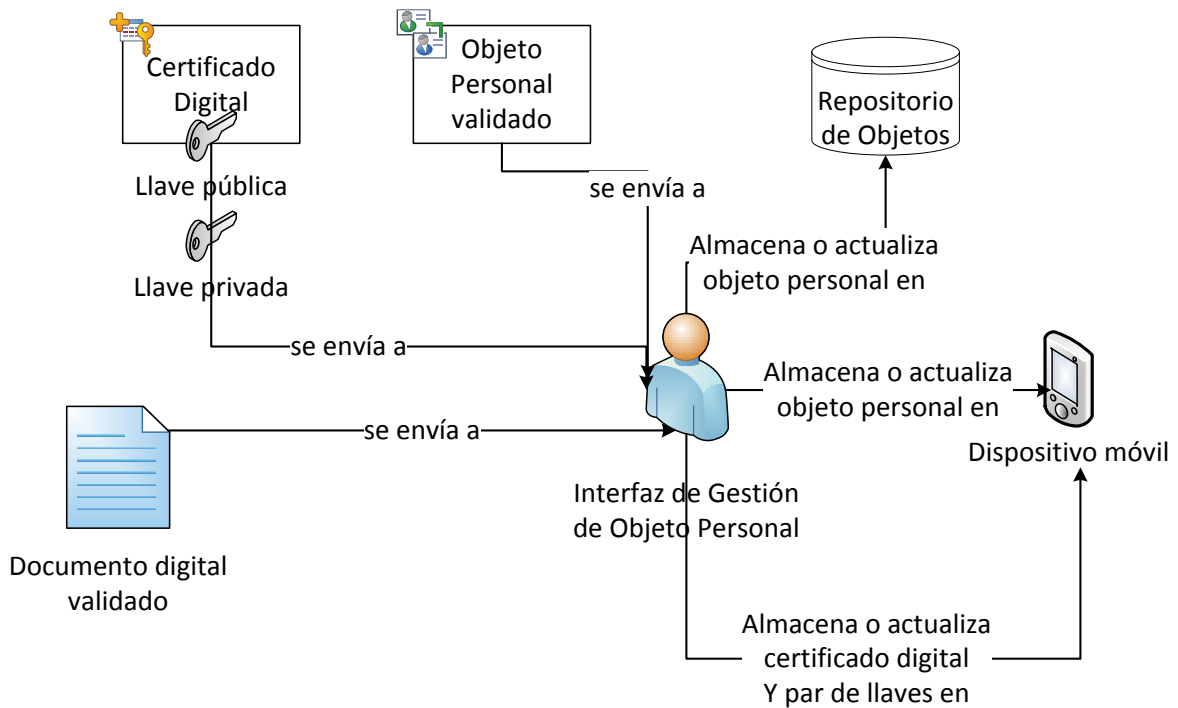 Certificado
Digital
Objeto
Personal
validado
Repositorio
de Objetos
Llave pública
se envía a
Llave privada
Almacena o actualiza
objeto personal en
se envía a
Almacena o actualiza
objeto personal en
se envía a
Dispositivo móvil
Interfaz de Gestión
de Objeto Personal
Documento digital
validado
Almacena o actualiza
certificado digital
Y par de llaves en